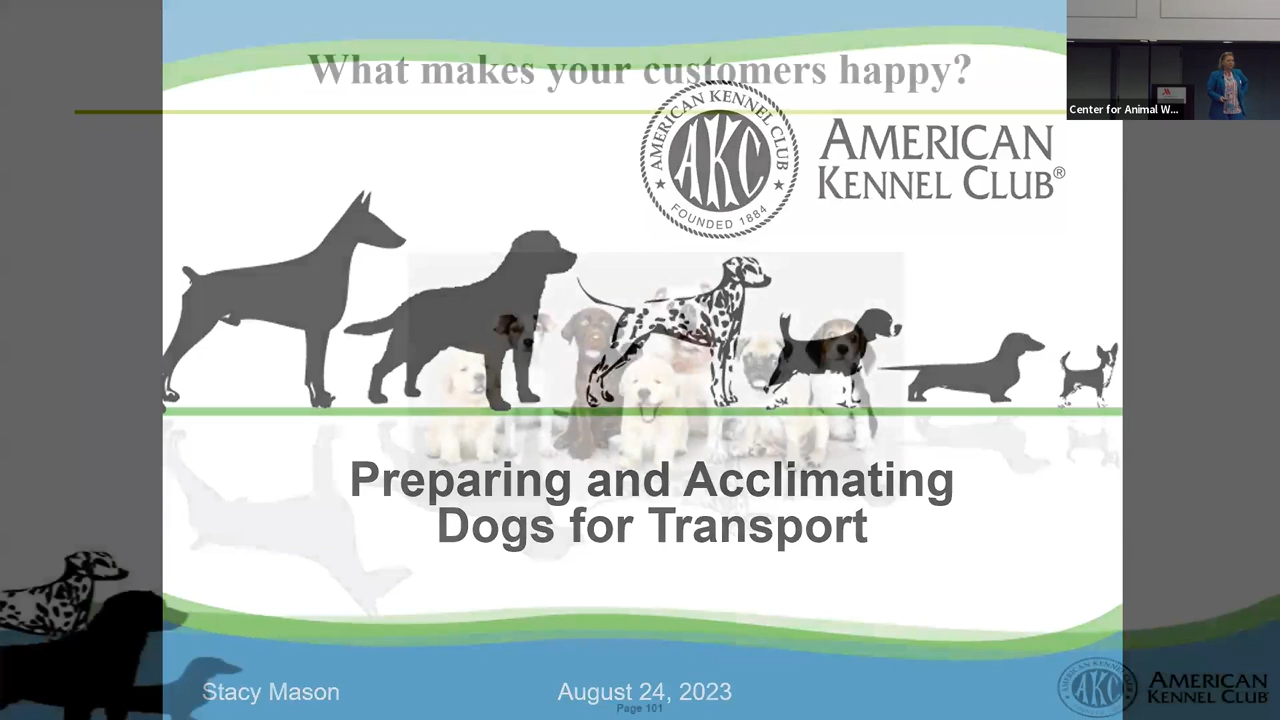 What makes your customers happy?
Center for Animal W...
AMERICAN KENNEL CLUB
AKC
FOUNDED 1884
AMERICAN
KENNEL CLUB®
Preparing and Acclimating
Dogs for Transport
Stacy Mason
August 24, 2023
Page 101
AKC
AMERICAN
KENNEL CLUB